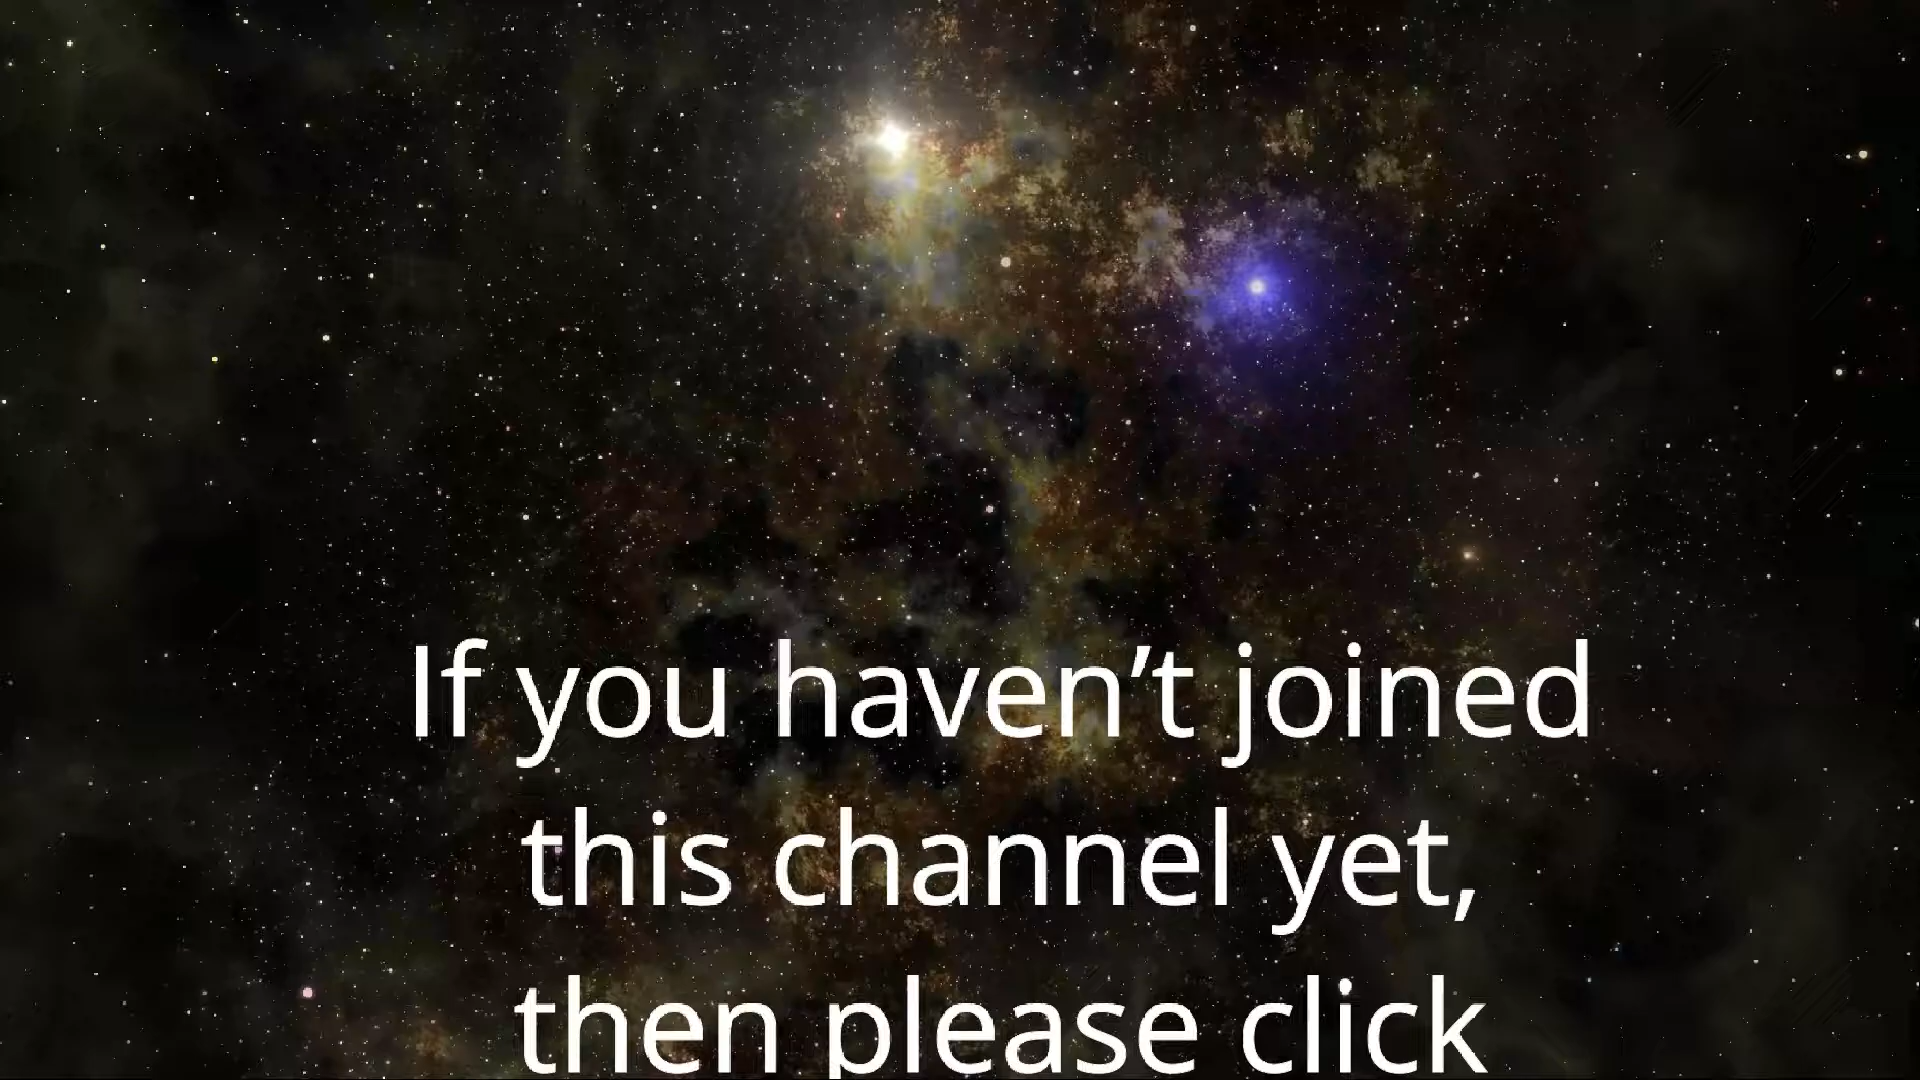 If you haven’t joined
this channel yet,
then please click